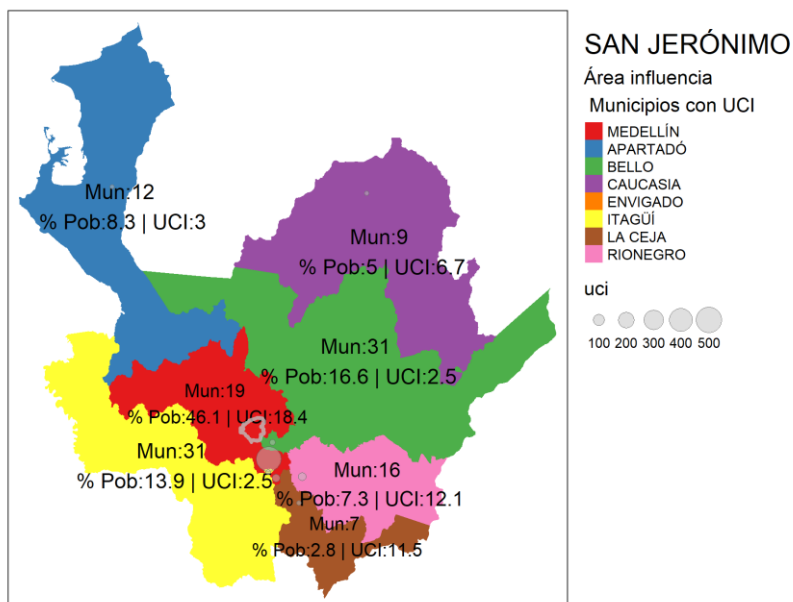 SAN JERÓNIMO
Área influencia
Municipios con UCI
MEDELLÍN
APARTADÓ
BELLO
CAUCASIA
ENVIGADO
ITAGÜÍ
LA CEJA
RIONEGRO
uci
100 200 300 400 500
Mun:12
% Pob:8.3 | UCI:3
Mun:9
% Pob:5 | UCI:6.7
Mun:31
% Pob:16.6 | UCI:2.5
Mun:19
% Pob:46.1 | UCI:18.4
Mun:31
% Pob:13.9 | UCI:2.5
Mun:16
% Pob:7.3 | UCI:12.1
Mun:7
% Pob:2.8 | UCI:11.5